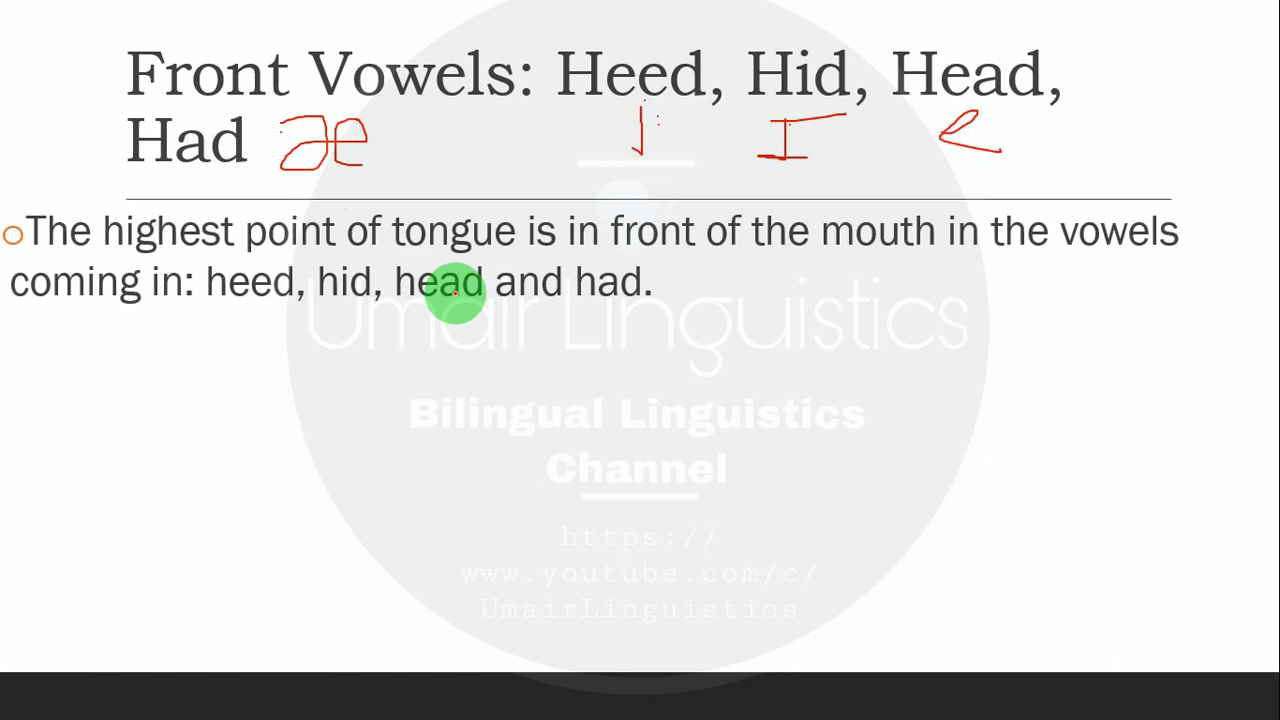 Front Vowels: Heed, Hid, Head,
Had æ i: I e
The highest point of tongue is in front of the mouth in the vowels
coming in: heed, hid, head and had.
Umair Linguistics
Bilingual Linguistics
Channel
https://
www.youtube.com/c/
UmairLinguistics